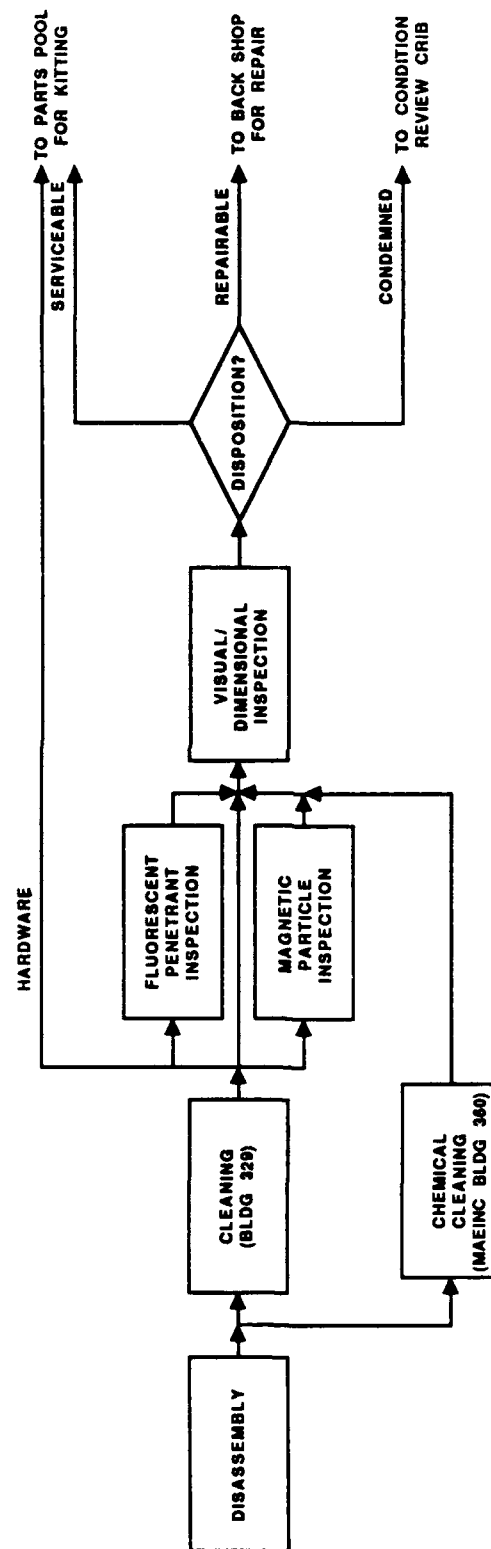 DISASSEMBLY
CLEANING
(BLDG 329)
CHEMICAL
CLEANING
(MAEINC BLDG 360)
HARDWARE
FLUORESCENT
PENETRANT
INSPECTION
MAGNETIC
PARTICLE
INSPECTION
VISUAL/
DIMENSIONAL
INSPECTION
DISPOSITION?
SERVICEABLE
REPAIRABLE
CONDEMNED
TO PARTS POOL
FOR KITTING
TO BACK SHOP
FOR REPAIR
TO CONDITION
REVIEW CRIB